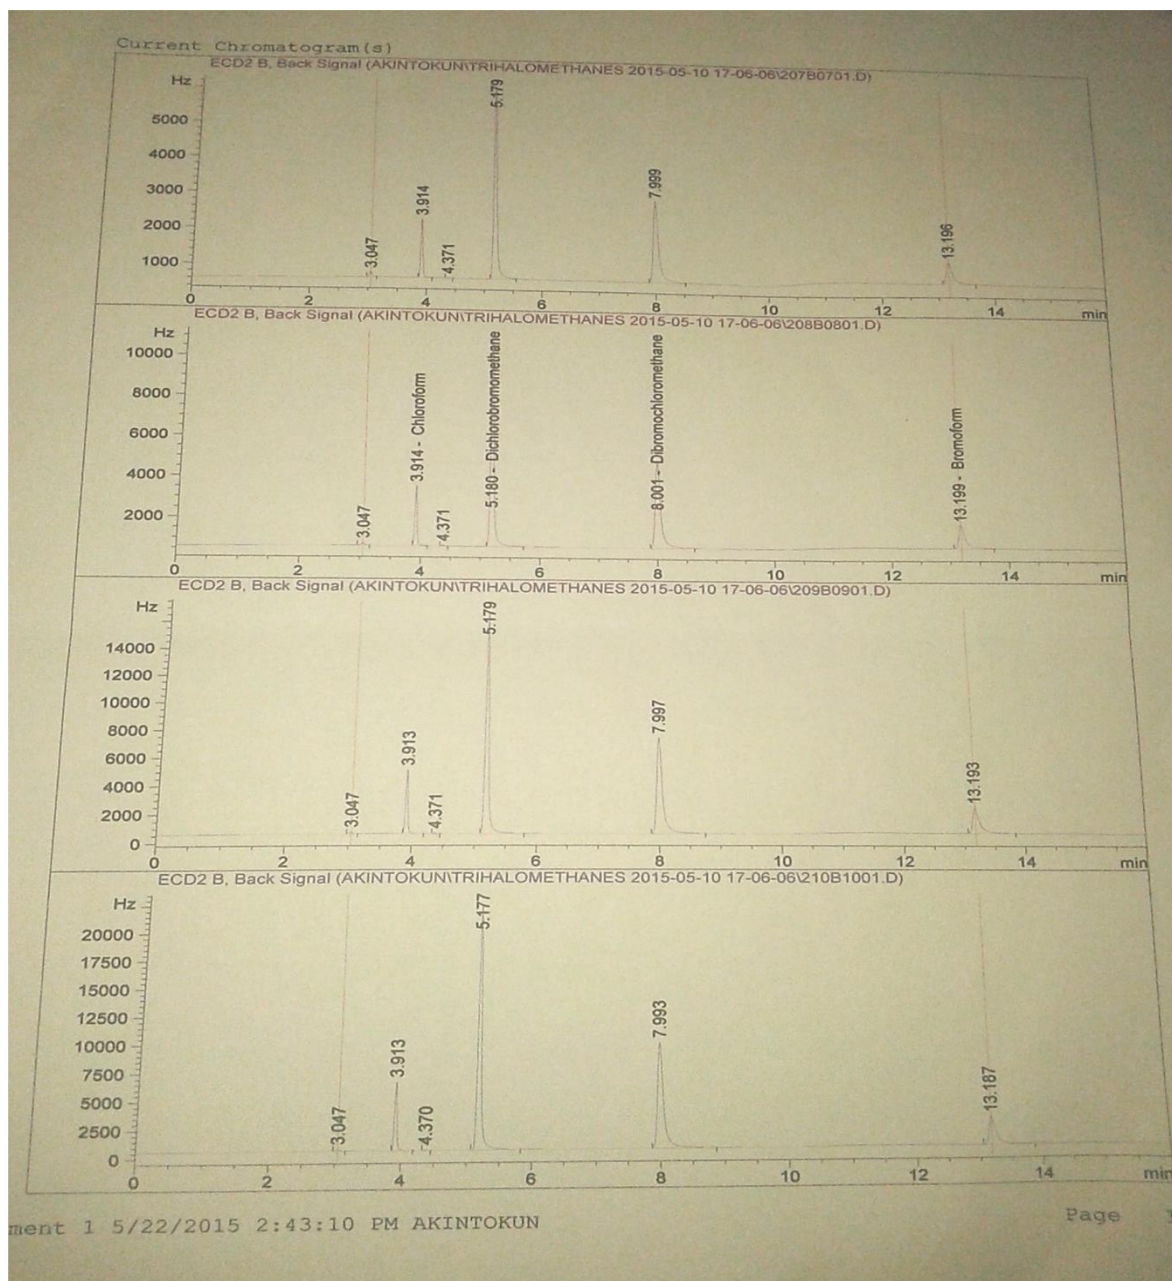 Current Chromatogram(s)
ECD2 B, Back Signal (AKINTOKUN\TRIHALOMETHANES 2015-05-10 17-06-06\207B0701.D)
Hz
5000
4000
3000
2000
1000
3.047
3.914
4.371
5.179
7.999
13.196
0 2 4 6 8 10 12 14 min
ECD2 B, Back Signal (AKINTOKUN\TRIHALOMETHANES 2015-05-10 17-06-06\208B0801.D)
Hz
10000
8000
6000
4000
2000
3.047
3.914 - Chloroform
4.371
5.180 - Dichlorobromomethane
8.001 - Dibromochloromethane
13.199 - Bromoform
0 2 4 6 8 10 12 14 min
ECD2 B, Back Signal (AKINTOKUN\TRIHALOMETHANES 2015-05-10 17-06-06\209B0901.D)
Hz
14000
12000
10000
8000
6000
4000
2000
0
3.047
3.913
4.371
5.179
7.997
13.193
0 2 4 6 8 10 12 14 min
ECD2 B, Back Signal (AKINTOKUN\TRIHALOMETHANES 2015-05-10 17-06-06\210B1001.D)
Hz
20000
17500
15000
12500
10000
7500
5000
2500
0
3.047
3.913
4.370
5.177
7.993
13.187
0 2 4 6 8 10 12 14 min
ment 1 5/22/2015 2:43:10 PM AKINTOKUN
Page